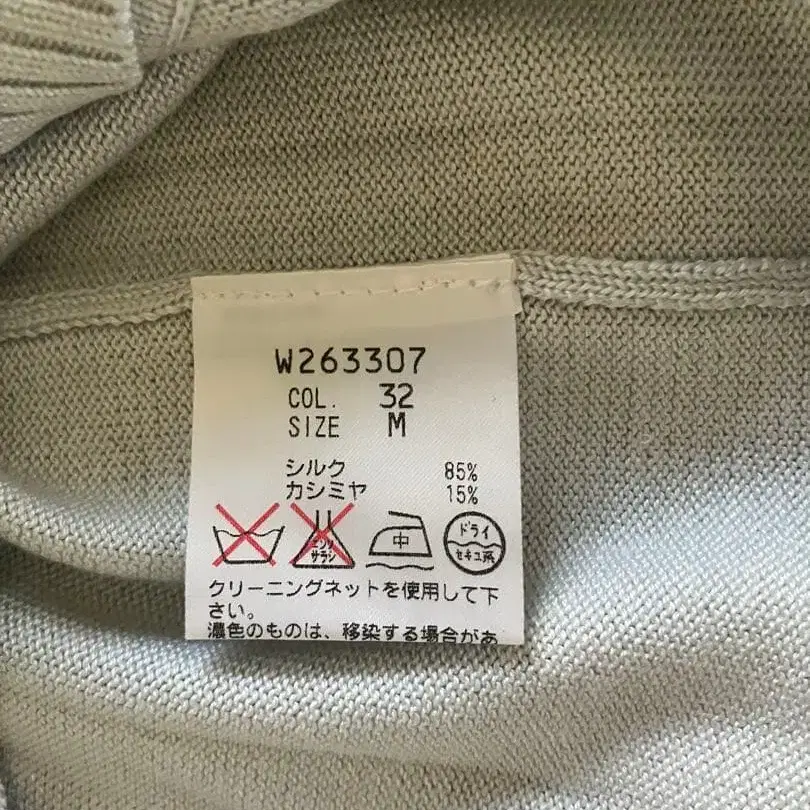 W263307
COL. 32
SIZE M
シルク 85%
カシミヤ 15%
エンソ
サラシ
中
ドライ
セキユ系
クリーニングネットを使用して下
さい。
濃色のものは、移染する場合があ